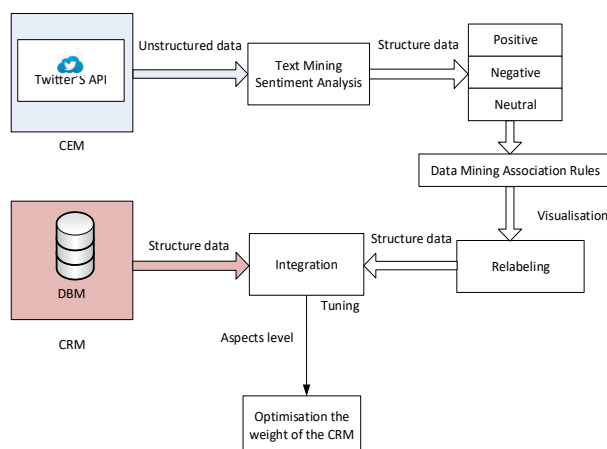 Unstructured data
Structure data
Positive
Negative
Neutral
Twitter'S API
Text Mining
Sentiment Analysis
CEM
Data Mining Association Rules
Visualisation
Structure data
Structure data
DBM
Integration
Relabeling
Tuning
Aspects level
CRM
Optimisation the
weight of the CRM